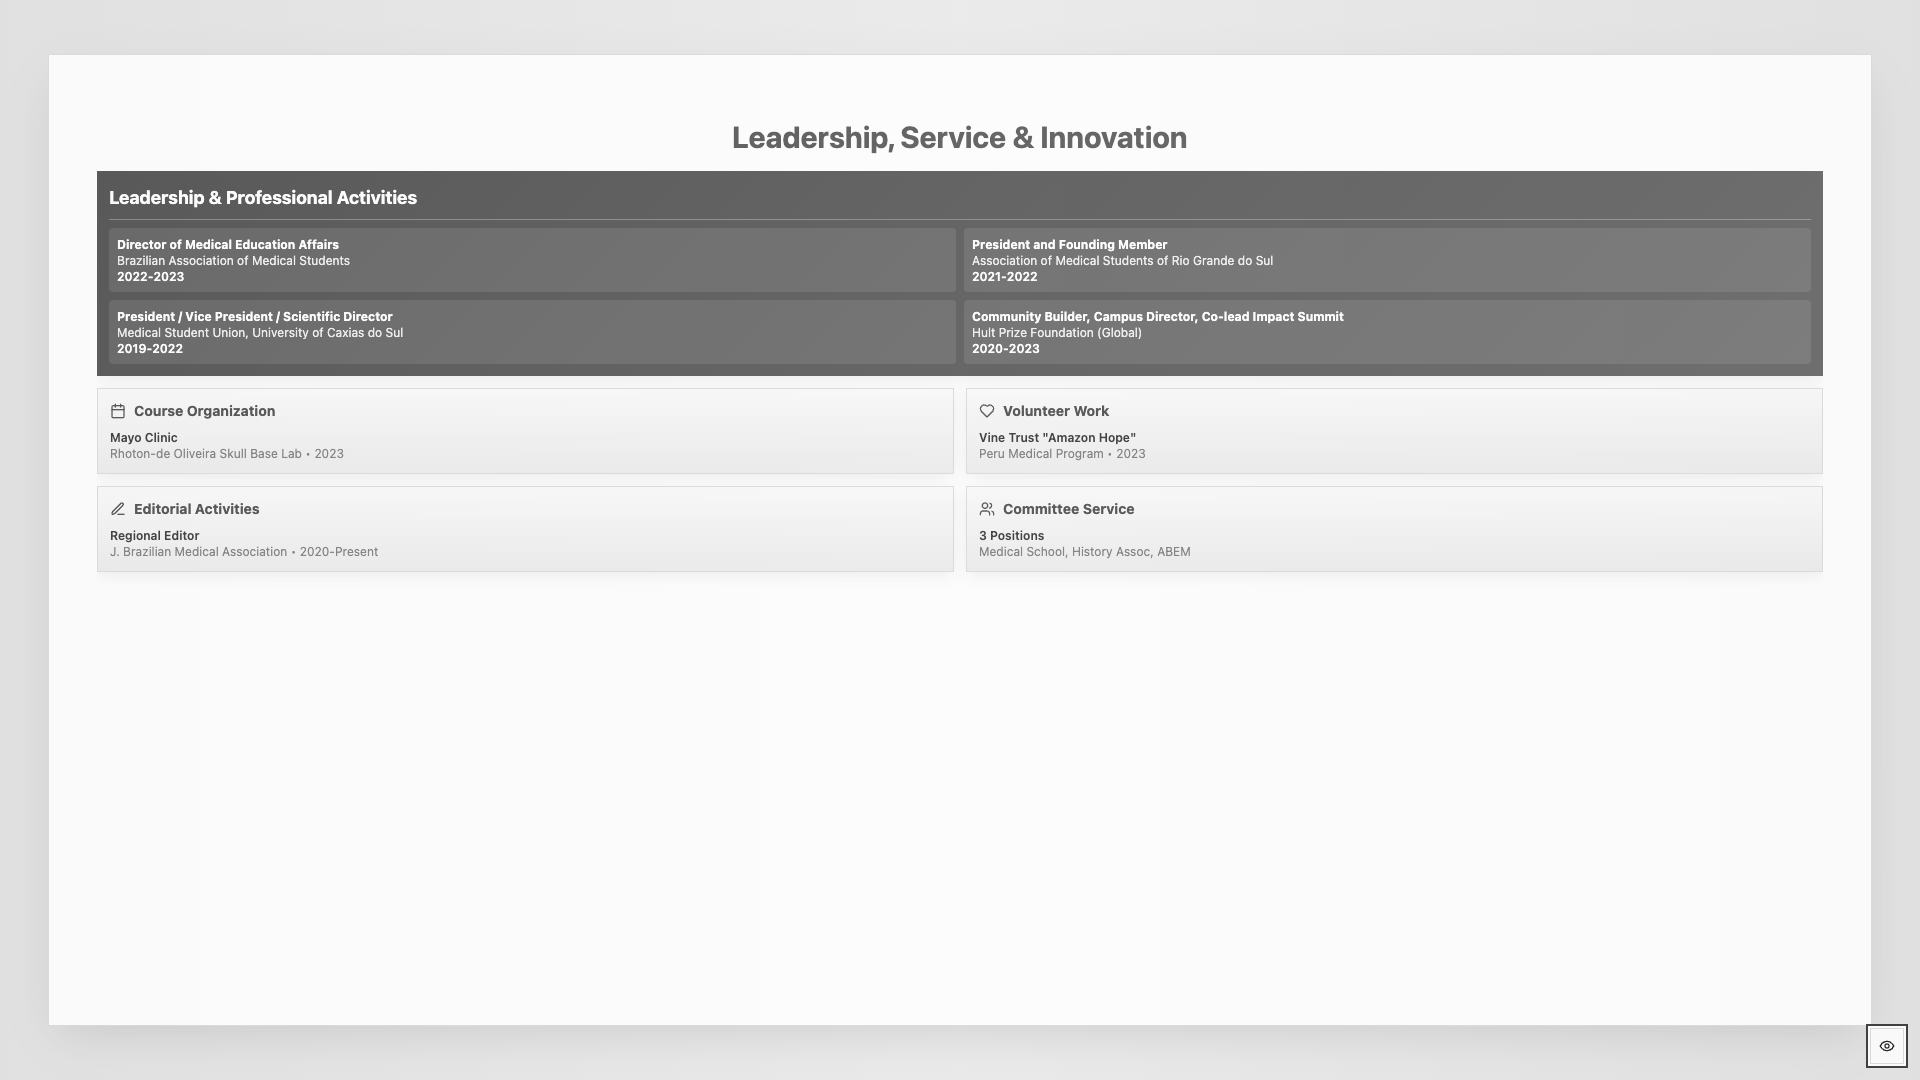 Leadership, Service & Innovation
Leadership & Professional Activities
Director of Medical Education Affairs
Brazilian Association of Medical Students
2022-2023
President and Founding Member
Association of Medical Students of Rio Grande do Sul
2021-2022
President / Vice President / Scientific Director
Medical Student Union, University of Caxias do Sul
2019-2022
Community Builder, Campus Director, Co-lead Impact Summit
Hult Prize Foundation (Global)
2020-2023
Course Organization
Mayo Clinic
Rhoton-de Oliveira Skull Base Lab • 2023
Volunteer Work
Vine Trust "Amazon Hope"
Peru Medical Program • 2023
Editorial Activities
Regional Editor
J. Brazilian Medical Association • 2020-Present
Committee Service
3 Positions
Medical School, History Assoc, ABEM